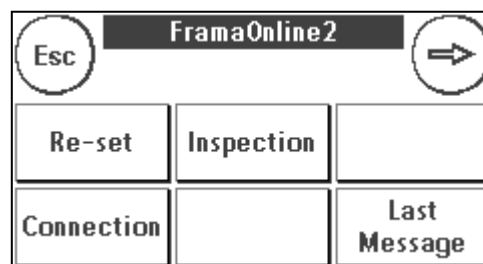 Esc
FramaOnline2
Re-set
Inspection
Connection
Last
Message